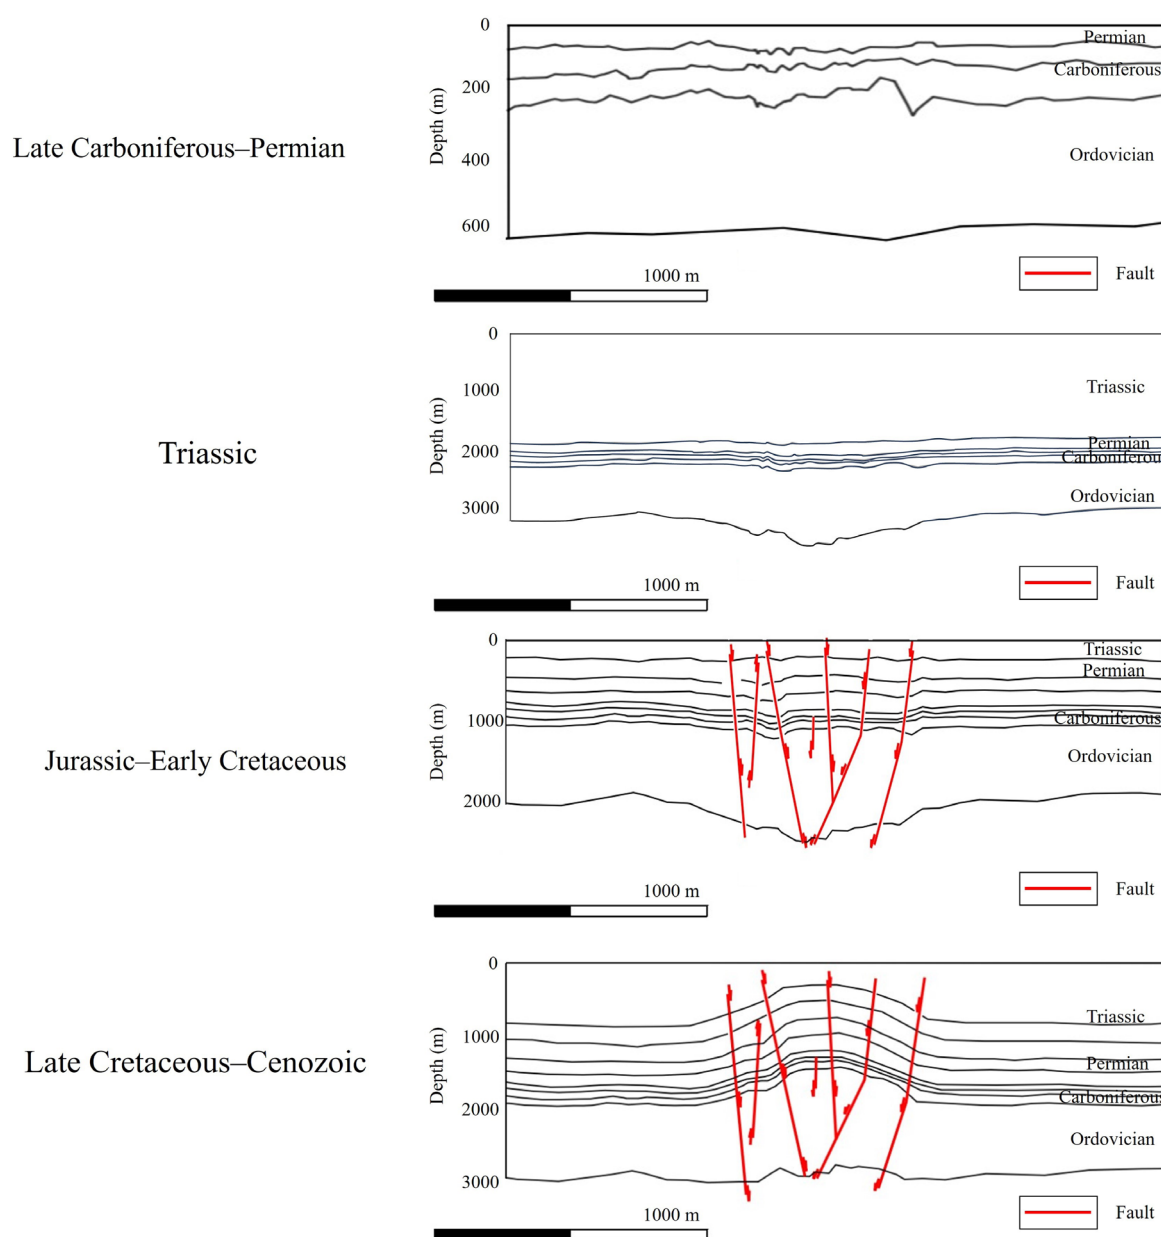 0
Permian
Carboniferous
200
Depth (m)
Late Carboniferous–Permian
400
Ordovician
600
1000 m
Fault
0
1000
Triassic
Depth (m)
Triassic
2000
Permian
Carboniferou
Ordovician
3000
1000 m
Fault
0
Triassic
Permian
Depth (m)
1000
Carboniferous
Jurassic–Early Cretaceous
Ordovician
2000
1000 m
Fault
0
Triassic
1000
Depth (m)
Late Cretaceous–Cenozoic
Permian
Carboniferous
2000
Ordovician
3000
1000 m
Fault